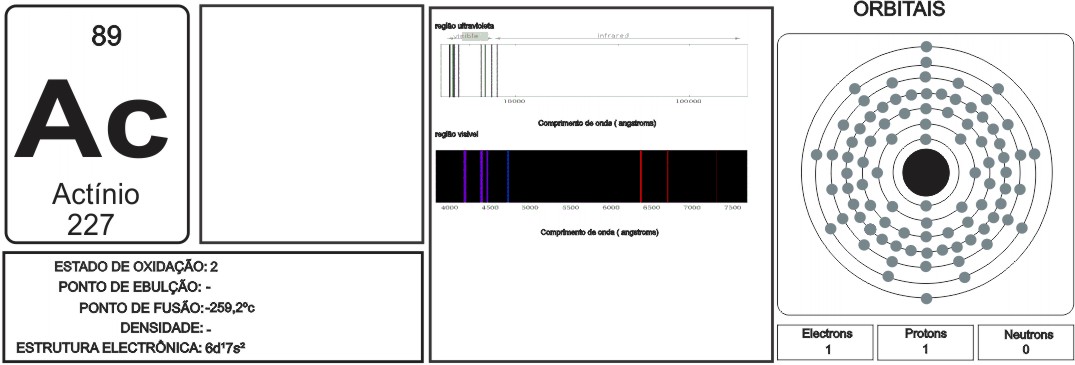 89
Ac
Actínio
227
ESTADO DE OXIDAÇÃO: 2
PONTO DE EBULÇÃO: -
PONTO DE FUSÃO:-259,2ºc
DENSIDADE: -
ESTRUTURA ELECTRÔNICA: 6d¹7s²
região ultravioleta
visible infrared
10000 100000
Comprimento de onda ( angstroms)
região visivel
4000 4500 5000 5500 6000 6500 7000 7500
Comprimento de onda ( angstroms)
ORBITAIS
Electrons Protons Neutrons
1 1 0